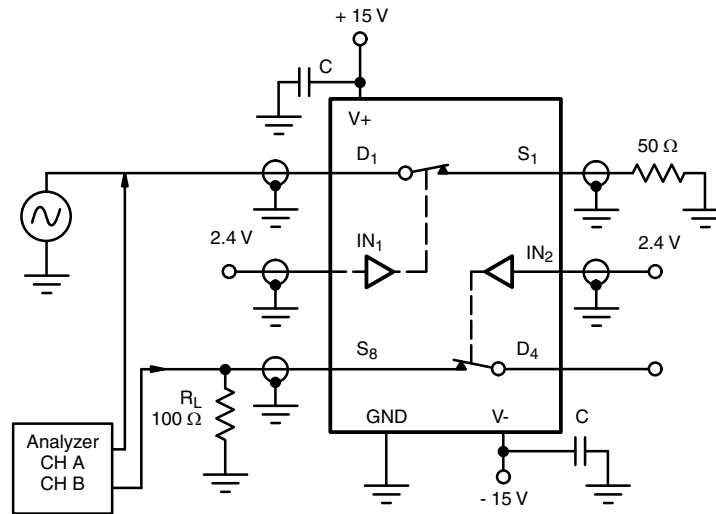 + 15 V
C
V+
D1
S1
50 Ω
2.4 V
IN1
IN2
2.4 V
S8
D4
RL
100 Ω
GND
V-
C
Analyzer
CH A
CH B
- 15 V